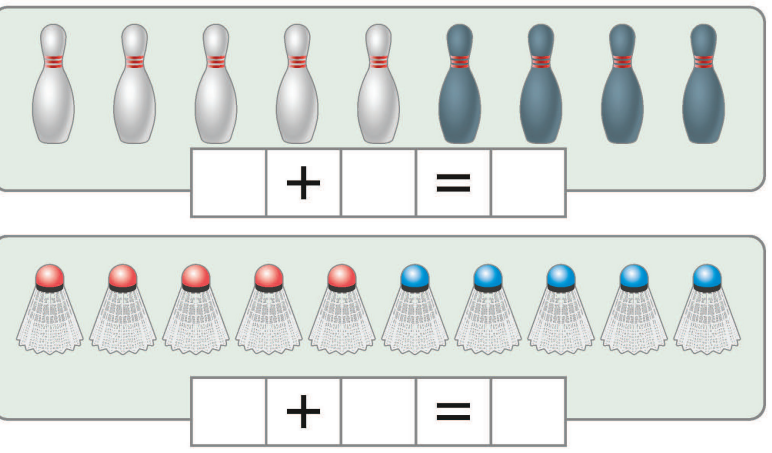 + =
+ =